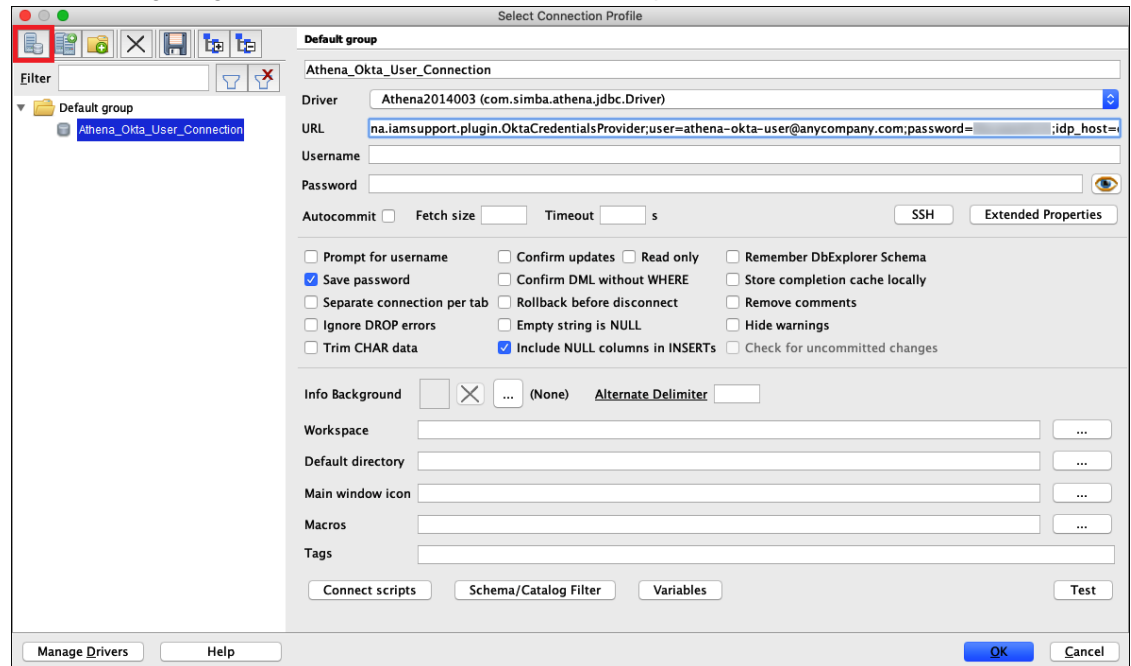 Select Connection Profile
Default group
Filter
Athena_Okta_User_Connection
Default group
Athena_Okta_User_Connection
Driver Athena2014003 (com.simba.athena.jdbc.Driver)
URL na.iamsupport.plugin.OktaCredentialsProvider;user=athena-okta-user@anycompany.com;password= ;idp_host=
Username
Password
Autocommit Fetch size Timeout s SSH Extended Properties
Prompt for username Confirm updates Read only Remember DbExplorer Schema
Save password Confirm DML without WHERE Store completion cache locally
Separate connection per tab Rollback before disconnect Remove comments
Ignore DROP errors Empty string is NULL Hide warnings
Trim CHAR data Include NULL columns in INSERTs Check for uncommitted changes
Info Background ... (None) Alternate Delimiter
Workspace ...
Default directory ...
Main window icon ...
Macros ...
Tags
Connect scripts Schema/Catalog Filter Variables Test
Manage Drivers Help OK Cancel